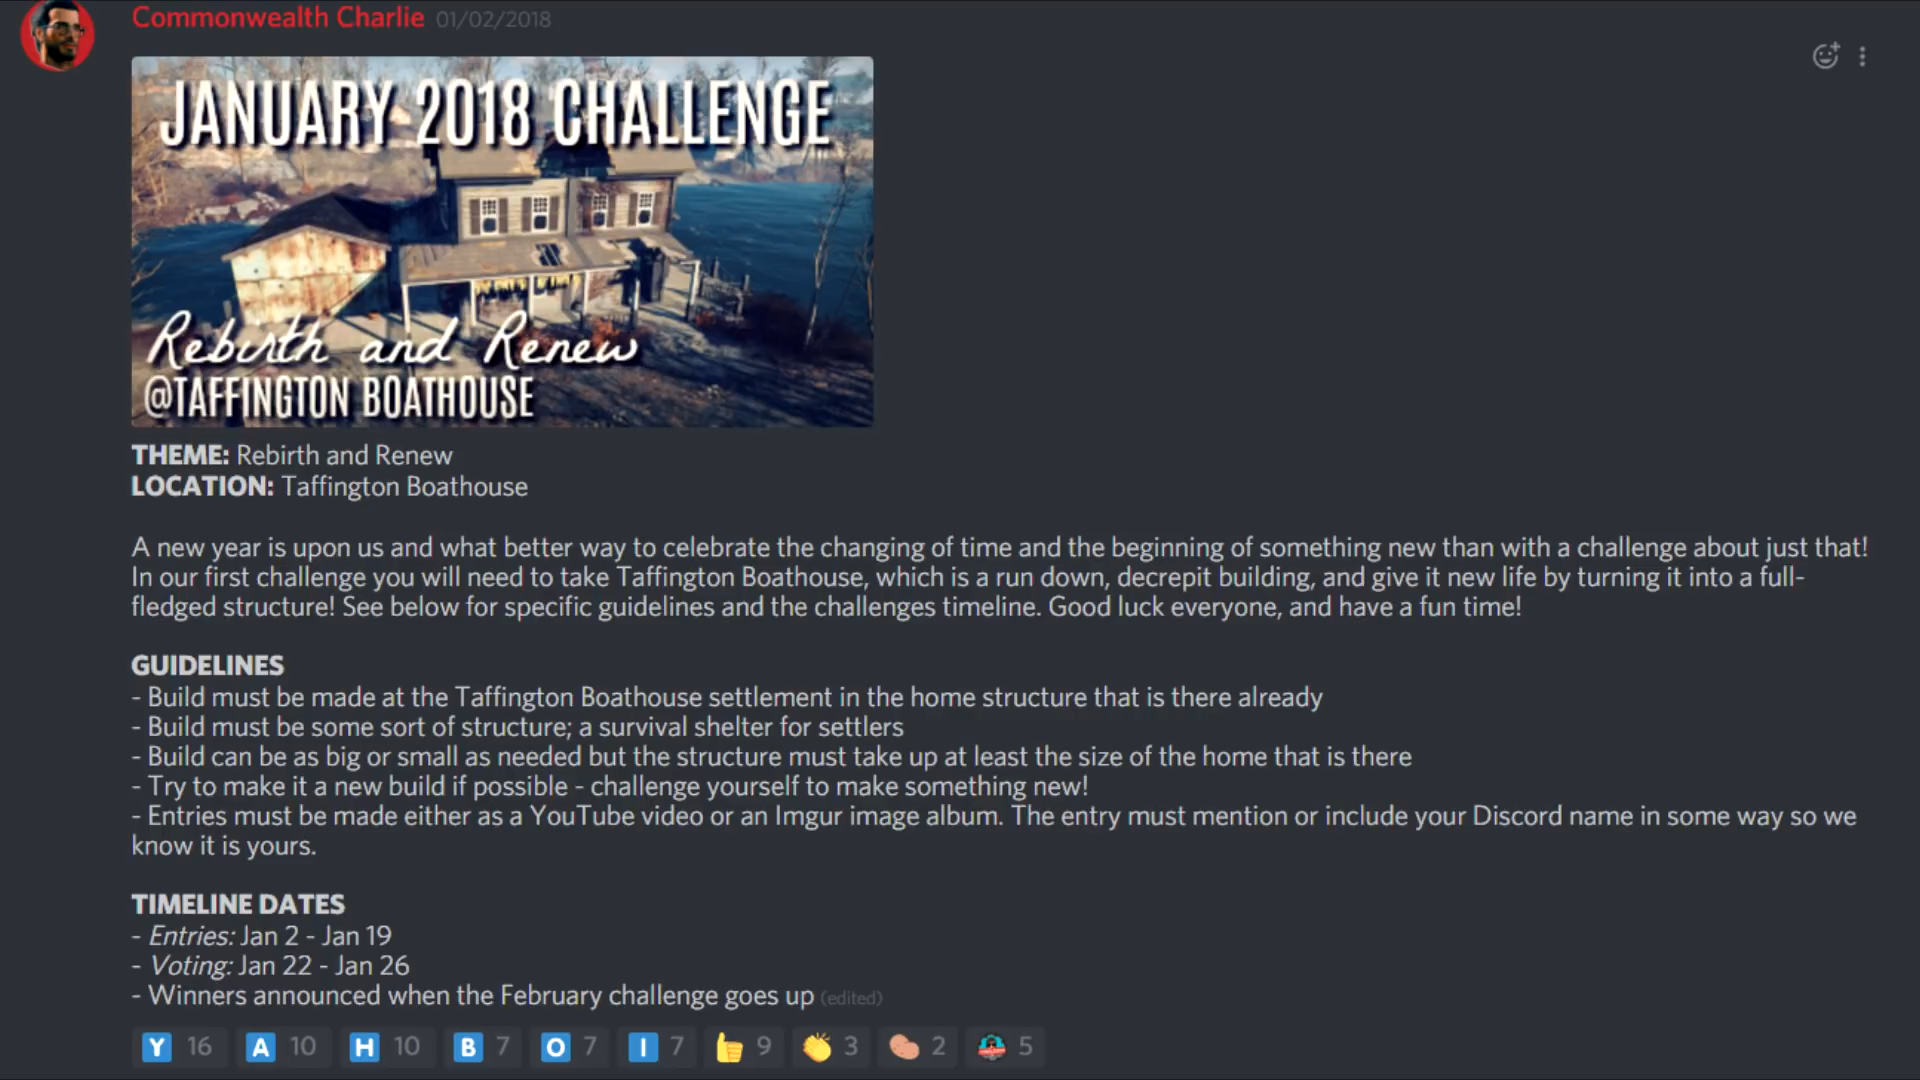 Commonwealth Charlie 01/02/2018
JANUARY 2018 CHALLENGE
Rebirth and Renew
@TAFFINGTON BOATHOUSE
THEME: Rebirth and Renew
LOCATION: Taffington Boathouse
A new year is upon us and what better way to celebrate the changing of time and the beginning of something new than with a challenge about just that!
In our first challenge you will need to take Taffington Boathouse, which is a run down, decrepit building, and give it new life by turning it into a full-
fledged structure! See below for specific guidelines and the challenges timeline. Good luck everyone, and have a fun time!
GUIDELINES
- Build must be made at the Taffington Boathouse settlement in the home structure that is there already
- Build must be some sort of structure; a survival shelter for settlers
- Build can be as big or small as needed but the structure must take up at least the size of the home that is there
- Try to make it a new build if possible - challenge yourself to make something new!
- Entries must be made either as a YouTube video or an Imgur image album. The entry must mention or include your Discord name in some way so we
know it is yours.
TIMELINE DATES
- Entries: Jan 2 - Jan 19
- Voting: Jan 22 - Jan 26
- Winners announced when the February challenge goes up (edited)
Y 16 A 10 H 10 B 7 O 7 I 7 9 3 2 5